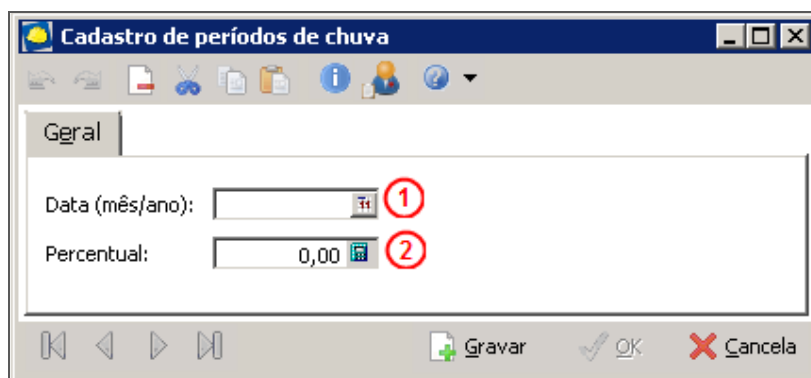 Cadastro de períodos de chuva
Geral
Data (mês/ano): 1
Percentual: 0,00 2
Gravar OK Cancela